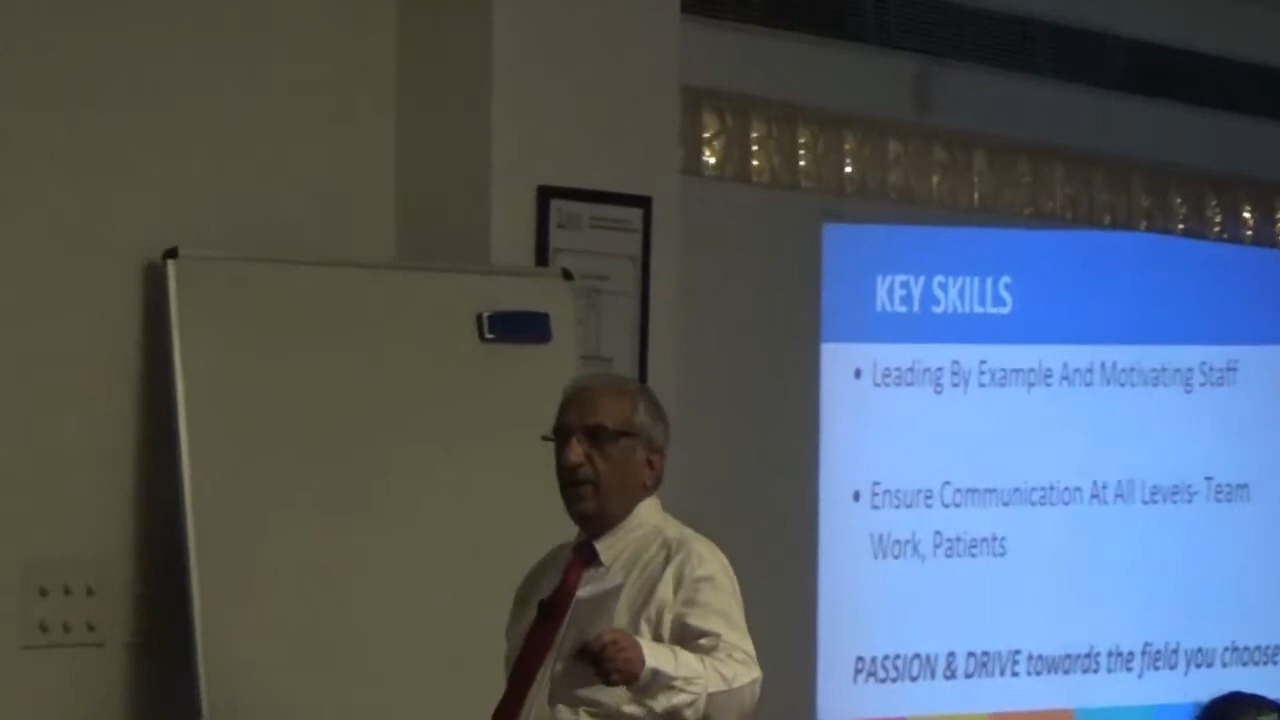 KEY SKILLS
• Leading By Example And Motivating Staff
• Ensure Communication At All Levels- Team
Work, Patients
PASSION & DRIVE towards the field you choose